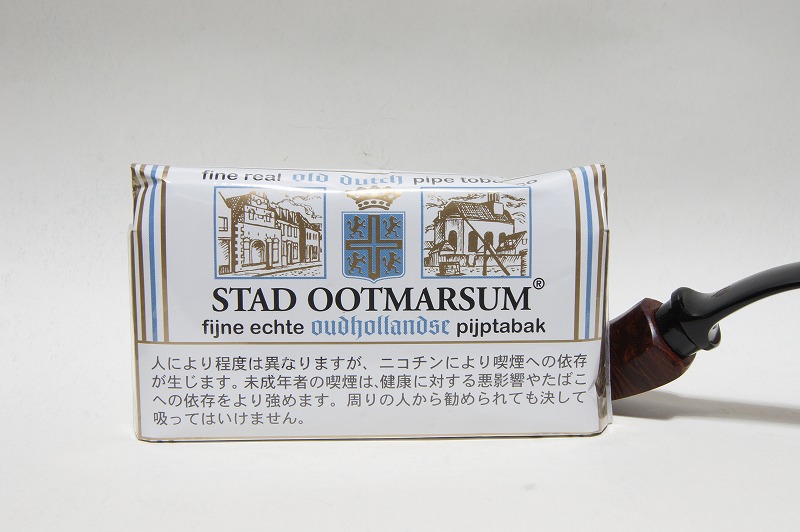 fine real old dutch pipe tobacco
STAD OOTMARSUM®
fijne echte oudhollandse pijptabak
人により程度は異なりますが、ニコチンにより喫煙への依存
が生じます。未成年者の喫煙は、健康に対する悪影響やたばこ
への依存をより強めます。周りの人から勧められても決して
吸ってはいけません。